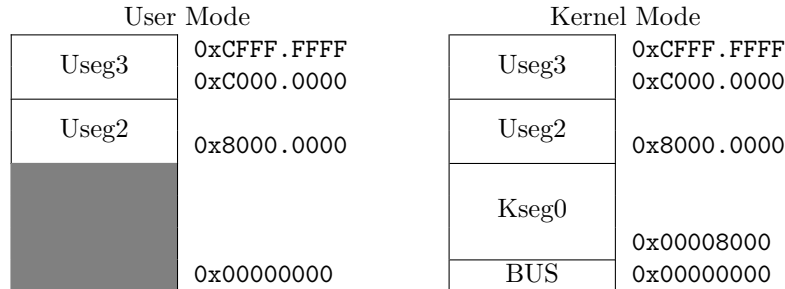 User Mode
Kernel Mode
Useg3
0xCFFF.FFFF
0xC000.0000
Useg2
0x8000.0000
0x00000000
Useg3
0xCFFF.FFFF
0xC000.0000
Useg2
0x8000.0000
Kseg0
0x00008000
BUS
0x00000000